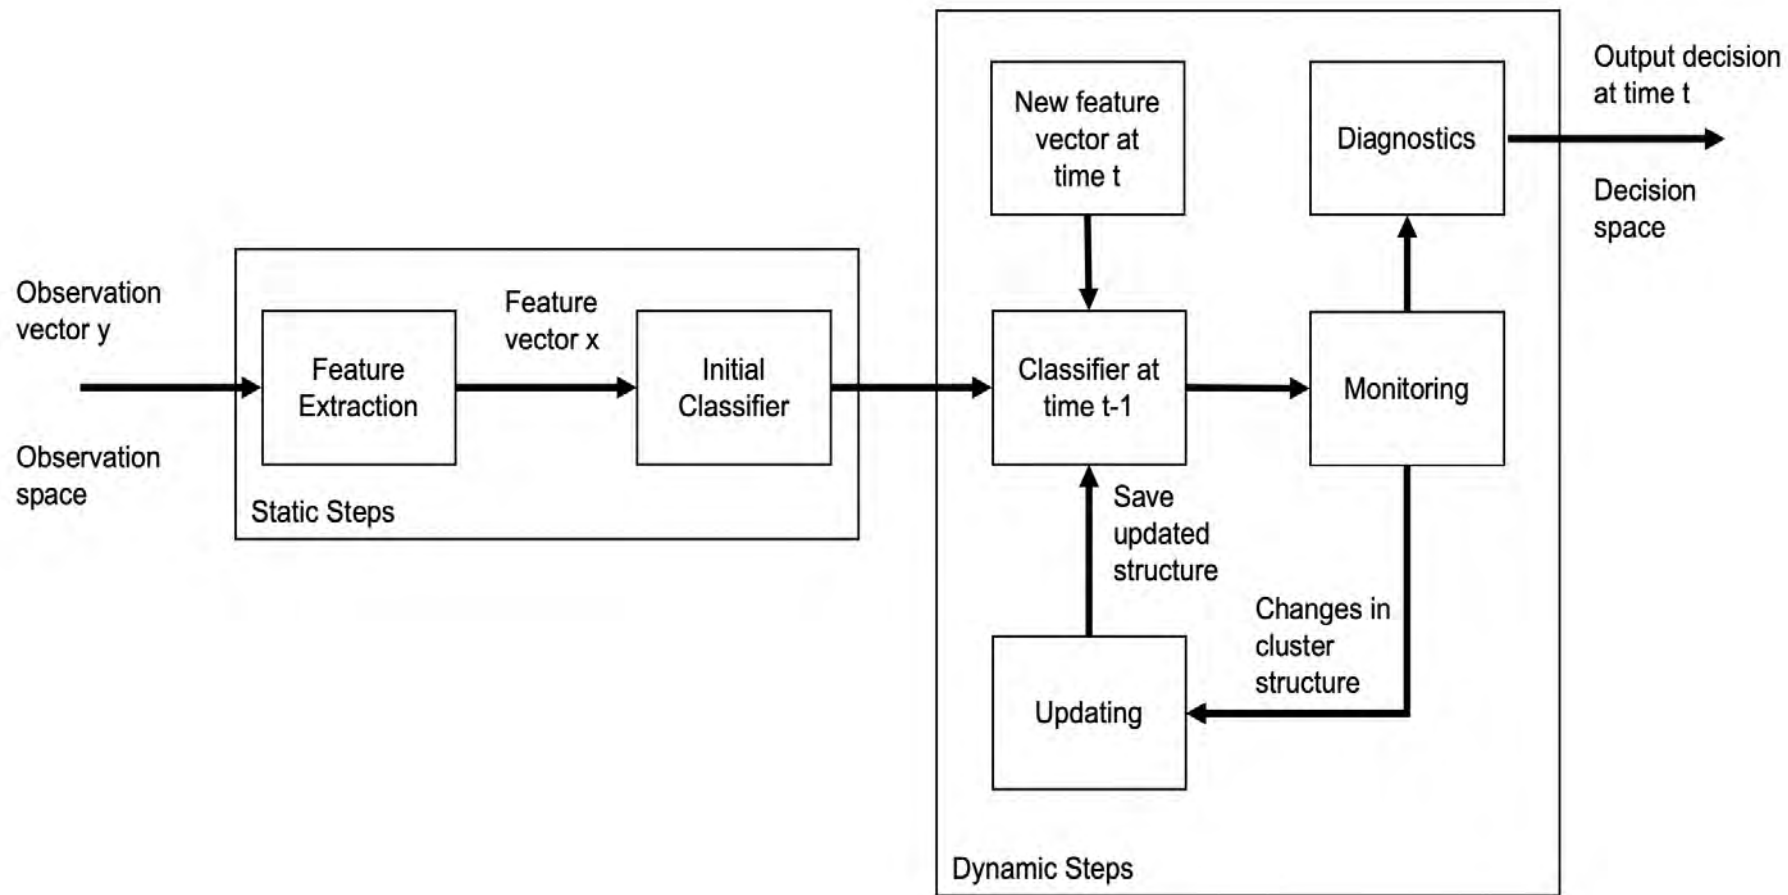 Observation
vector y
Observation
space
Feature
Extraction
Feature
vector x
Initial
Classifier
Static Steps
New feature
vector at
time t
Classifier at
time t-1
Save
updated
structure
Updating
Diagnostics
Monitoring
Changes in
cluster
structure
Dynamic Steps
Output decision
at time t
Decision
space